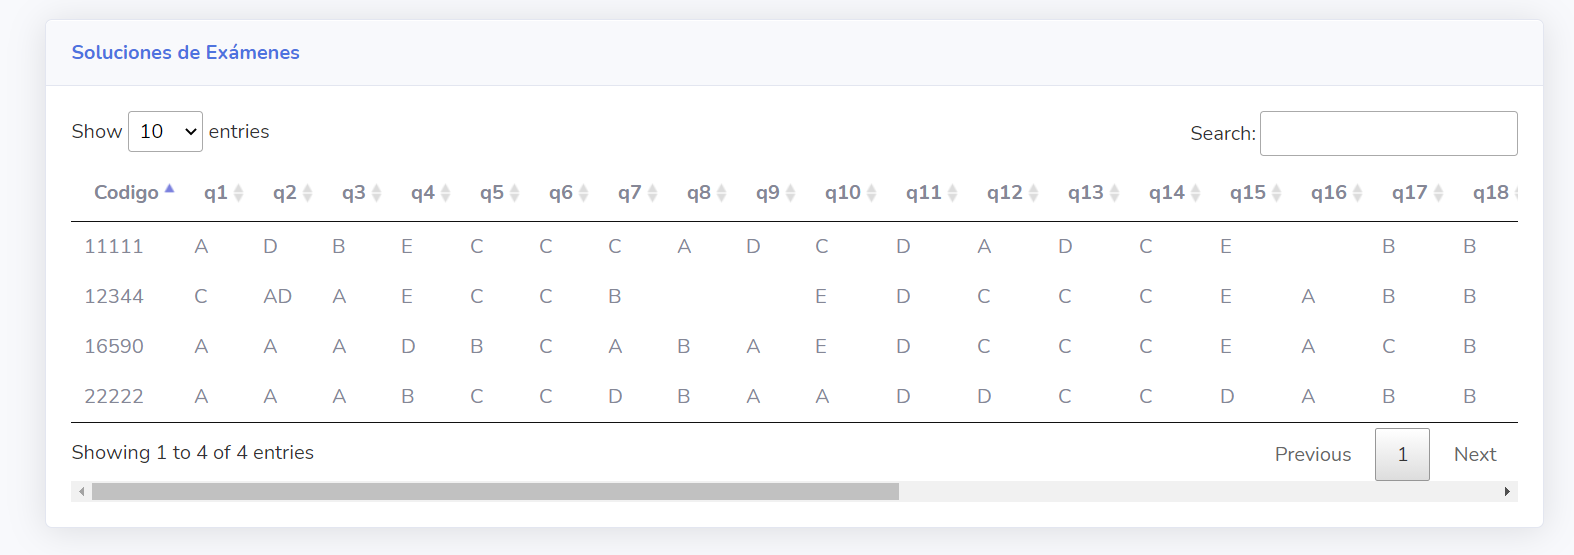 Soluciones de Exámenes
Show 10 entries Search:
Codigo q1 q2 q3 q4 q5 q6 q7 q8 q9 q10 q11 q12 q13 q14 q15 q16 q17 q18
11111 A D B E C C C A D C D A D C E B B
12344 C AD A E C C B E D C C C E A B B
16590 A A A D B C A B A E D C C C E A C B
22222 A A A B C C D B A A D D C C D A B B
Showing 1 to 4 of 4 entries Previous 1 Next